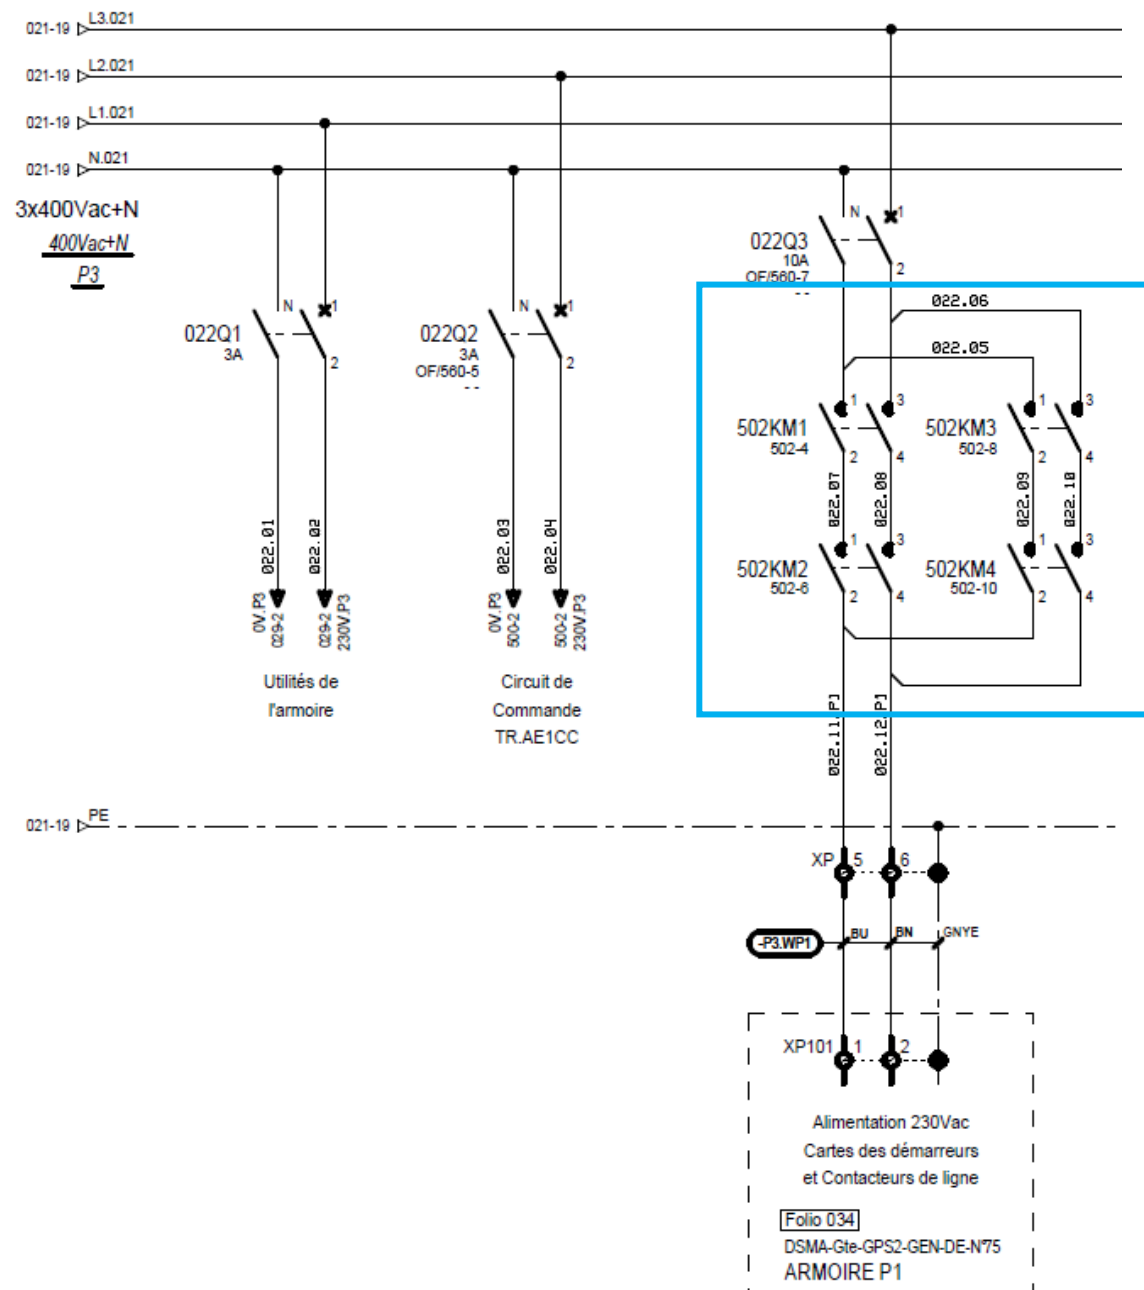 021-19 L3.021
021-19 L2.021
021-19 L1.021
021-19 N.021
3x400Vac+N
400Vac+N
P3
022Q1
3A
N 1
2
022.01
022.02
0V.P3
029-2
029-2
230V.P3
Utilités de
l'armoire
022Q2
3A
OF/560-5
- -
N 1
2
022.03
022.04
0V.P3
500-2
500-2
230V.P3
Circuit de
Commande
TR.AE1CC
022Q3
10A
OF/560-7
- -
N 1
2
022.06
022.05
502KM1
502-4
1 3
2 4
502KM3
502-8
1 3
2 4
022.07
022.08
022.09
022.10
502KM2
502-6
1 3
2 4
502KM4
502-10
1 3
2 4
022.11/P1
022.12/P1
021-19 PE
XP 5 6
-P3.WP1 BU BN GNYE
XP101 1 2
Alimentation 230Vac
Cartes des démarreurs
et Contacteurs de ligne
Folio 034
DSMA-Gte-GPS2-GEN-DE-N°75
ARMOIRE P1